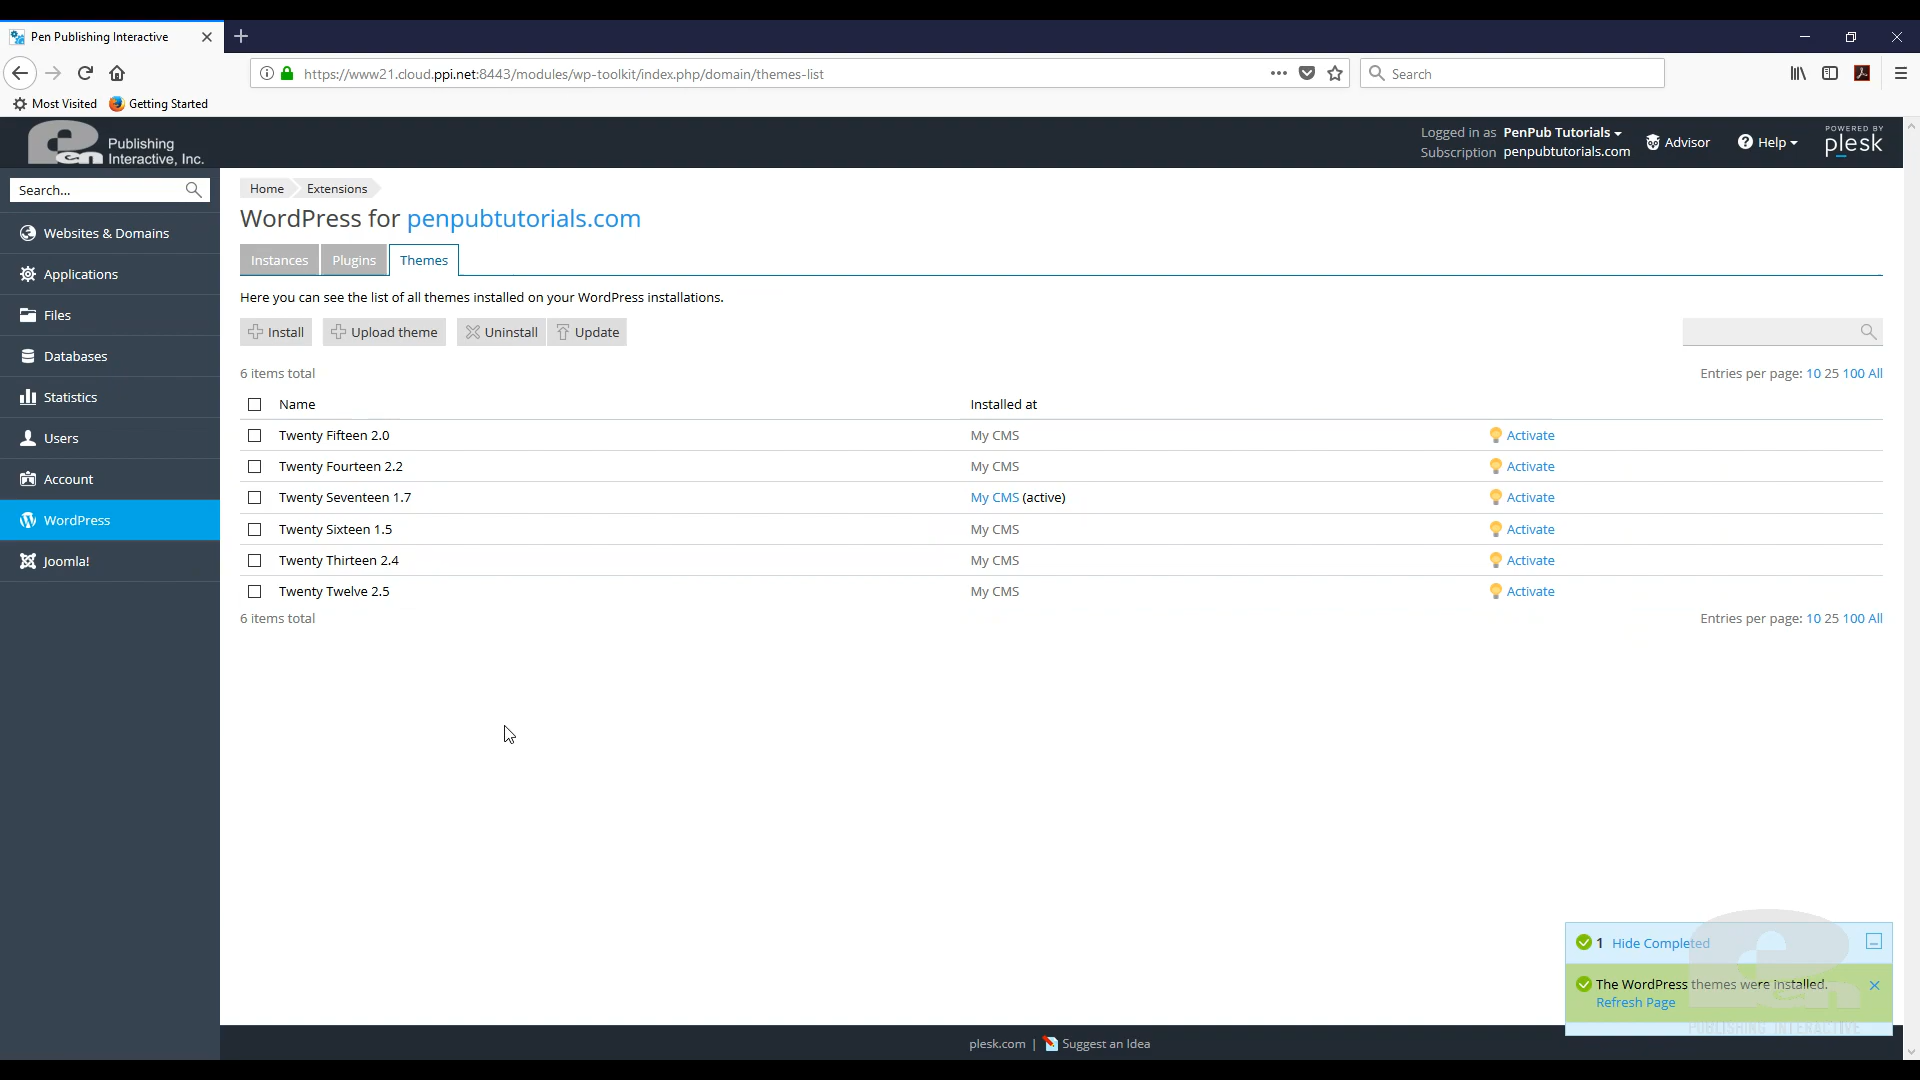 Pen Publishing Interactive
https://www21.cloud.ppi.net:8443/modules/wp-toolkit/index.php/domain/themes-list
Search
Most Visited
Getting Started
en Publishing Interactive, Inc.
Logged in as PenPub Tutorials
Subscription penpubtutorials.com
Advisor
Help
POWERED BY
plesk
Search...
Websites & Domains
Applications
Files
Databases
Statistics
Users
Account
WordPress
Joomla!
Home
Extensions
WordPress for penpubtutorials.com
Instances
Plugins
Themes
Here you can see the list of all themes installed on your WordPress installations.
Install
Upload theme
Uninstall
Update
6 items total
Entries per page: 10 25 100 All
Name
Installed at
Twenty Fifteen 2.0 My CMS Activate
Twenty Fourteen 2.2 My CMS Activate
Twenty Seventeen 1.7 My CMS (active) Activate
Twenty Sixteen 1.5 My CMS Activate
Twenty Thirteen 2.4 My CMS Activate
Twenty Twelve 2.5 My CMS Activate
6 items total
Entries per page: 10 25 100 All
1 Hide Completed
The WordPress themes were installed.
Refresh Page
en
PUBLISHING INTERACTIVE
plesk.com | Suggest an Idea